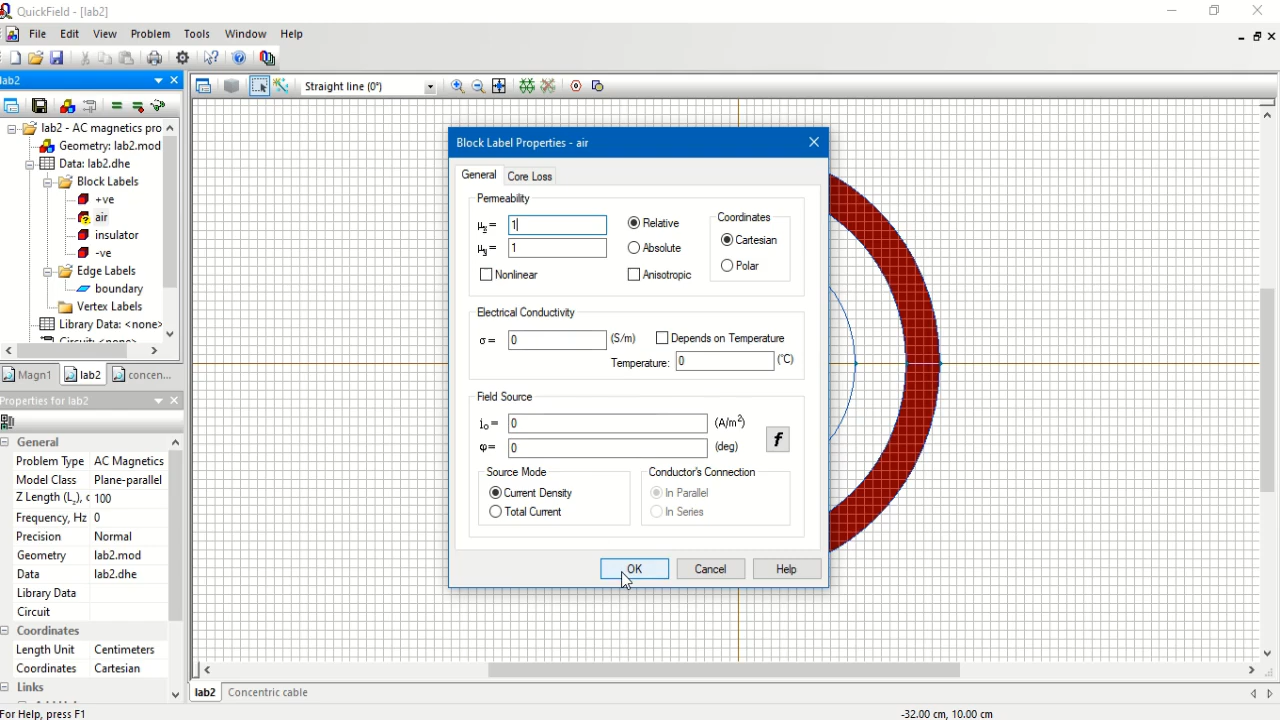 QuickField - [lab2]
File Edit View Problem Tools Window Help
lab2
Straight line (0°)
lab2 - AC magnetics pro
Geometry: lab2.mod
Data: lab2.dhe
Block Labels
+ve
air
insulator
-ve
Edge Labels
boundary
Vertex Labels
Library Data: <none>
Magn1 lab2 concen...
Properties for lab2
General
Problem Type AC Magnetics
Model Class Plane-parallel
Z Length (Lz), c 100
Frequency, Hz 0
Precision Normal
Geometry lab2.mod
Data lab2.dhe
Library Data
Circuit
Coordinates
Length Unit Centimeters
Coordinates Cartesian
Links
Block Label Properties - air
General Core Loss
Permeability
μx= 1
μy= 1
Relative
Absolute
Nonlinear
Anisotropic
Coordinates
Cartesian
Polar
Electrical Conductivity
σ= 0 (S/m) Depends on Temperature
Temperature: 0 (°C)
Field Source
j0= 0 (A/m²)
φ= 0 (deg)
f
Source Mode
Current Density
Total Current
Conductor's Connection
In Parallel
In Series
OK Cancel Help
lab2 Concentric cable
For Help, press F1 -32.00 cm, 10.00 cm